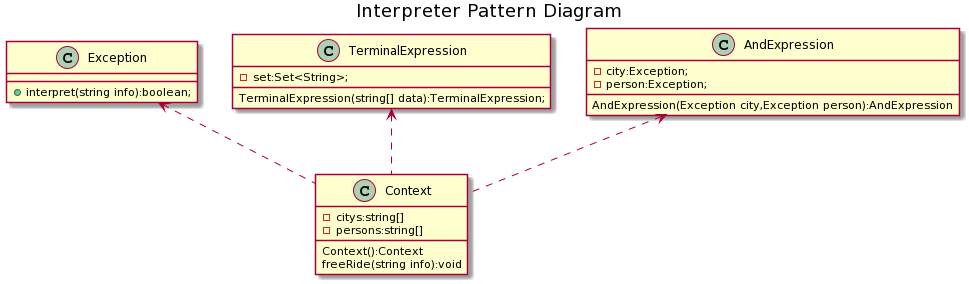 Interpreter Pattern Diagram
C Exception
interpret(string info):boolean;
C TerminalExpression
set:Set<String>;
TerminalExpression(string[] data):TerminalExpression;
C AndExpression
city:Exception;
person:Exception;
AndExpression(Exception city,Exception person):AndExpression
C Context
citys:string[]
persons:string[]
Context():Context
freeRide(string info):void